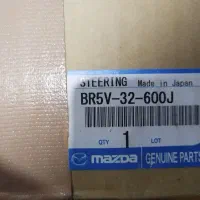 STEERING Made in Japan
BR5V-32-600J
QTY 1 LOT
mazda GENUINE PARTS